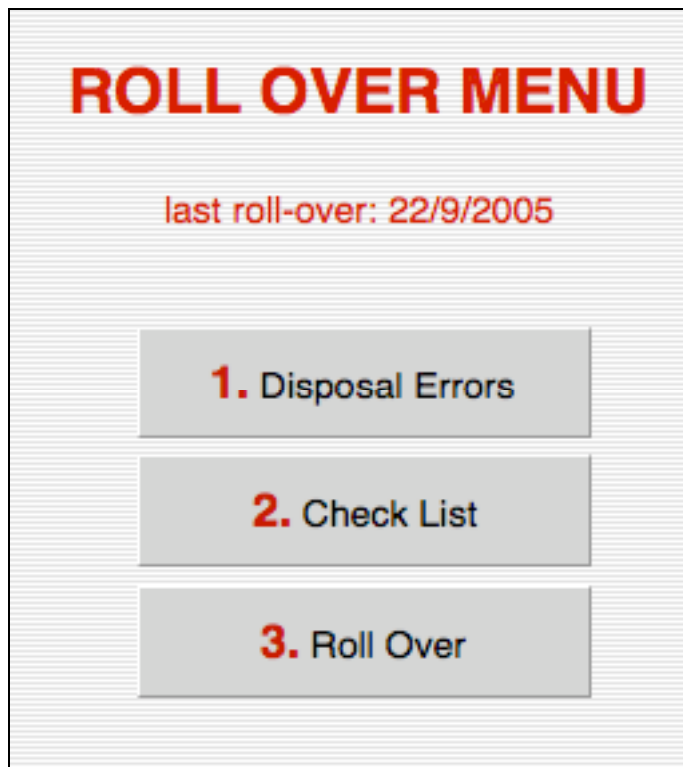 ROLL OVER MENU
last roll-over: 22/9/2005
1. Disposal Errors
2. Check List
3. Roll Over